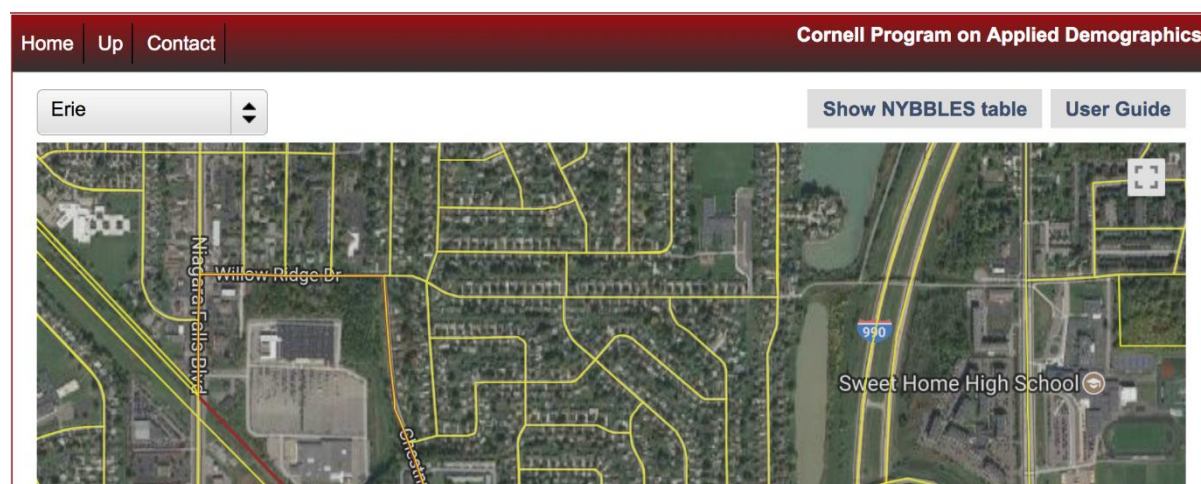 Home Up Contact
Cornell Program on Applied Demographics
Erie
Show NYBBLES table
User Guide
Niagara Falls Blvd
Willow Ridge Dr
990
Sweet Home High School